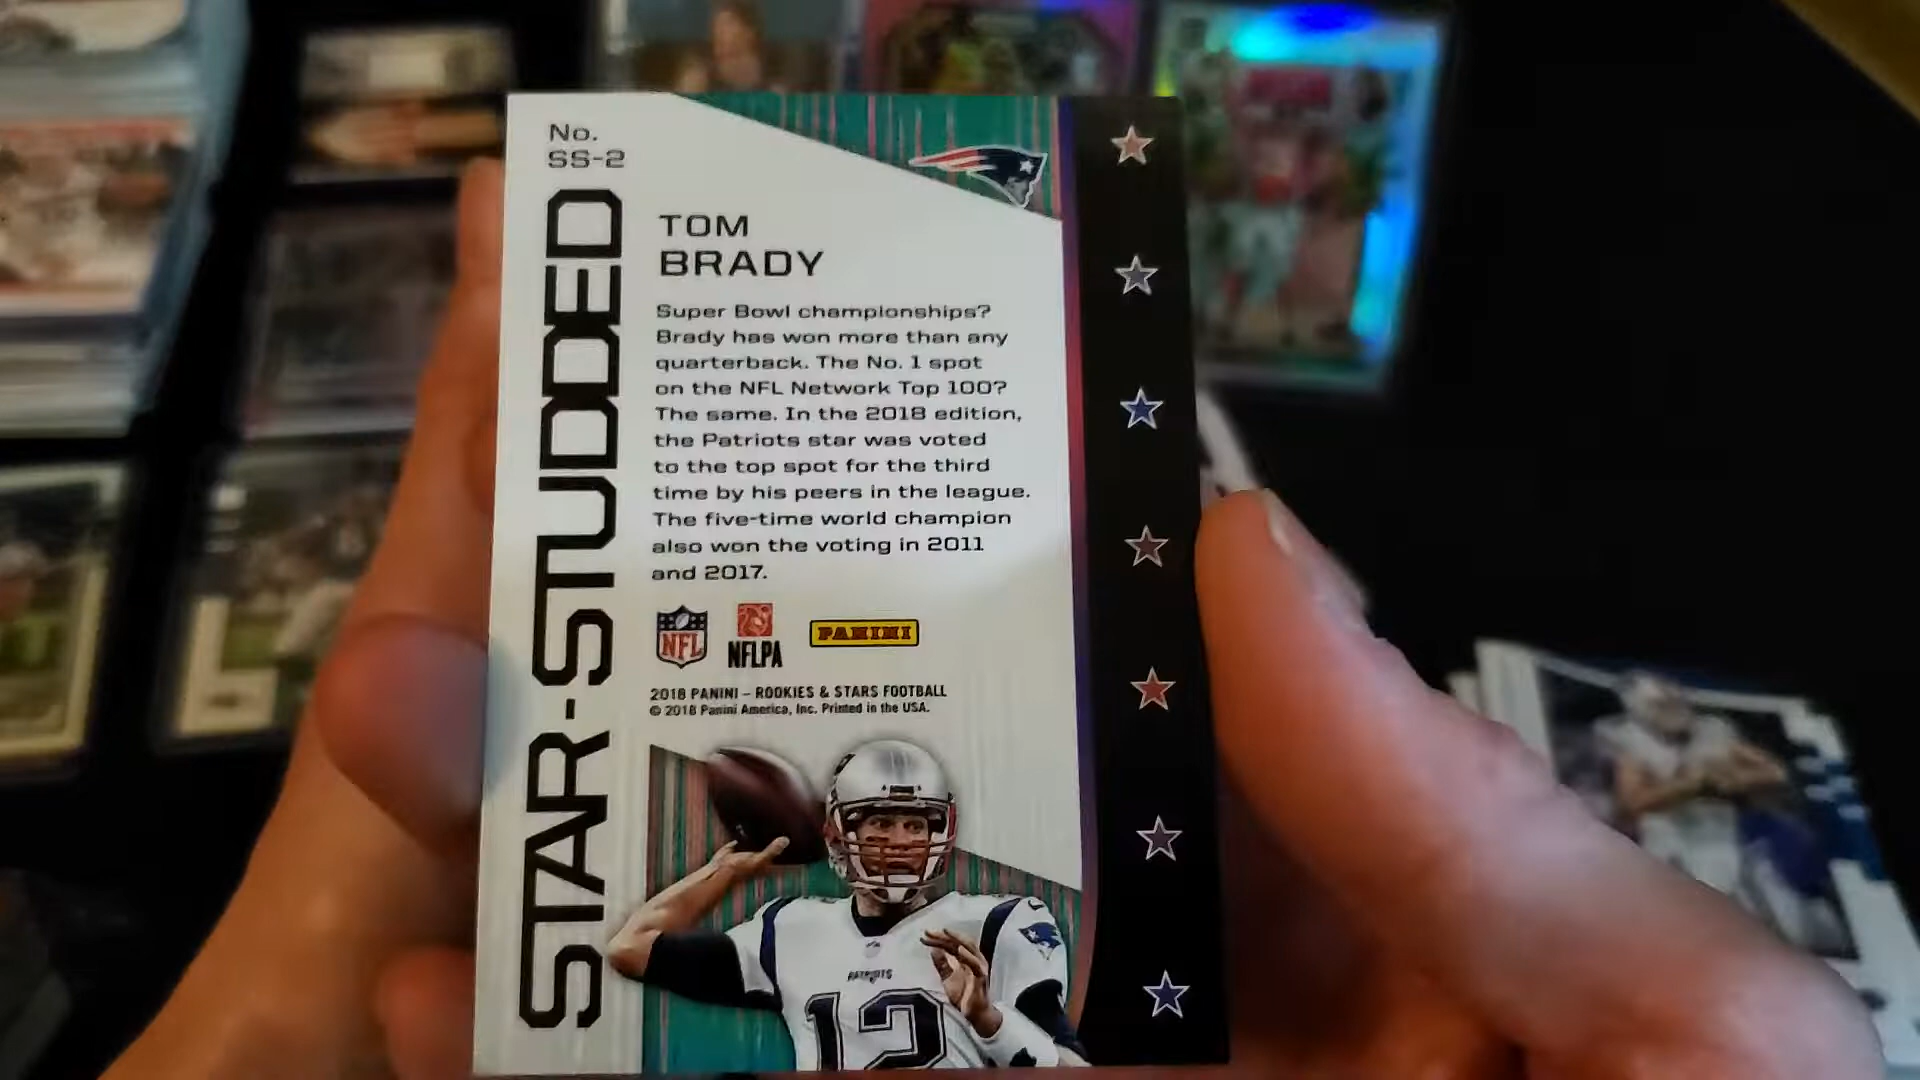 No.
SS-2
STAR-STUDDED
TOM
BRADY
Super Bowl championships?
Brady has won more than any
quarterback. The No. 1 spot
on the NFL Network Top 100?
The same. In the 2018 edition,
the Patriots star was voted
to the top spot for the third
time by his peers in the league.
The five-time world champion
also won the voting in 2011
and 2017.
NFL
NFLPA
PANINI
2018 PANINI – ROOKIES & STARS FOOTBALL
© 2018 Panini America, Inc. Printed in the USA.
PATRIOTS
12